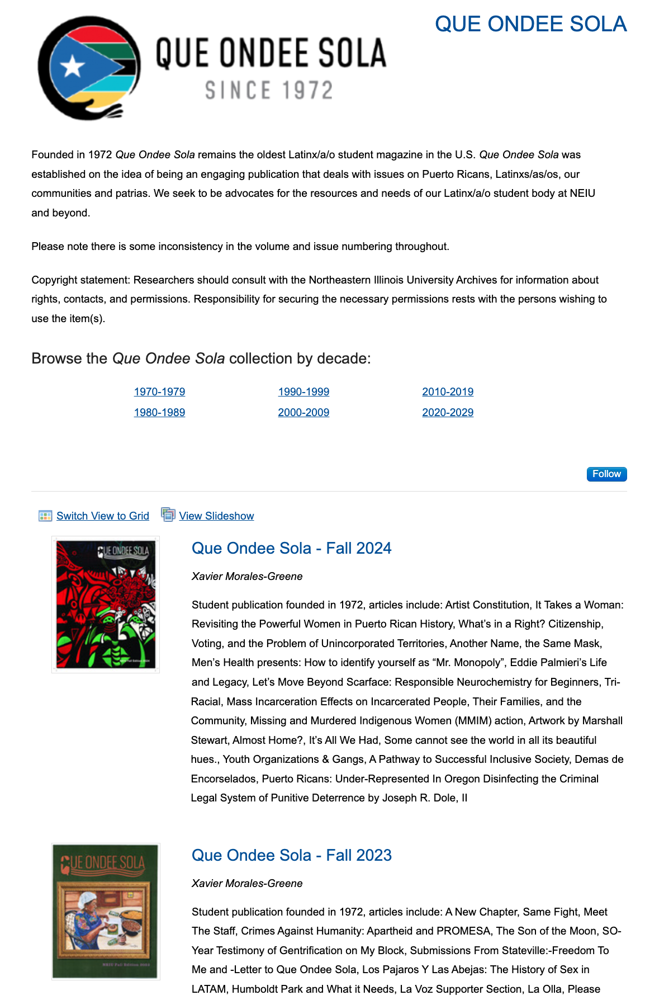 QUE ONDEE SOLA
SINCE 1972
QUE ONDEE SOLA
Founded in 1972 Que Ondee Sola remains the oldest Latinx/a/o student magazine in the U.S. Que Ondee Sola was
established on the idea of being an engaging publication that deals with issues on Puerto Ricans, Latinxs/as/os, our
communities and patrias. We seek to be advocates for the resources and needs of our Latinx/a/o student body at NEIU
and beyond.
Please note there is some inconsistency in the volume and issue numbering throughout.
Copyright statement: Researchers should consult with the Northeastern Illinois University Archives for information about
rights, contacts, and permissions. Responsibility for securing the necessary permissions rests with the persons wishing to
use the item(s).
Browse the Que Ondee Sola collection by decade:
1970-1979 1990-1999 2010-2019
1980-1989 2000-2009 2020-2029
Follow
Switch View to Grid View Slideshow
QUE ONDEE SOLA
NEIU Fall Edition 2024
Que Ondee Sola - Fall 2024
Xavier Morales-Greene
Student publication founded in 1972, articles include: Artist Constitution, It Takes a Woman:
Revisiting the Powerful Women in Puerto Rican History, What’s in a Right? Citizenship,
Voting, and the Problem of Unincorporated Territories, Another Name, the Same Mask,
Men’s Health presents: How to identify yourself as “Mr. Monopoly”, Eddie Palmieri’s Life
and Legacy, Let’s Move Beyond Scarface: Responsible Neurochemistry for Beginners, Tri-
Racial, Mass Incarceration Effects on Incarcerated People, Their Families, and the
Community, Missing and Murdered Indigenous Women (MMIM) action, Artwork by Marshall
Stewart, Almost Home?, It’s All We Had, Some cannot see the world in all its beautiful
hues., Youth Organizations & Gangs, A Pathway to Successful Inclusive Society, Demas de
Encorselados, Puerto Ricans: Under-Represented In Oregon Disinfecting the Criminal
Legal System of Punitive Deterrence by Joseph R. Dole, II
QUE ONDEE SOLA
NEIU Fall Edition 2023
Que Ondee Sola - Fall 2023
Xavier Morales-Greene
Student publication founded in 1972, articles include: A New Chapter, Same Fight, Meet
The Staff, Crimes Against Humanity: Apartheid and PROMESA, The Son of the Moon, SO-
Year Testimony of Gentrification on My Block, Submissions From Stateville:-Freedom To
Me and -Letter to Que Ondee Sola, Los Pajaros Y Las Abejas: The History of Sex in
LATAM, Humboldt Park and What it Needs, La Voz Supporter Section, La Olla, Please